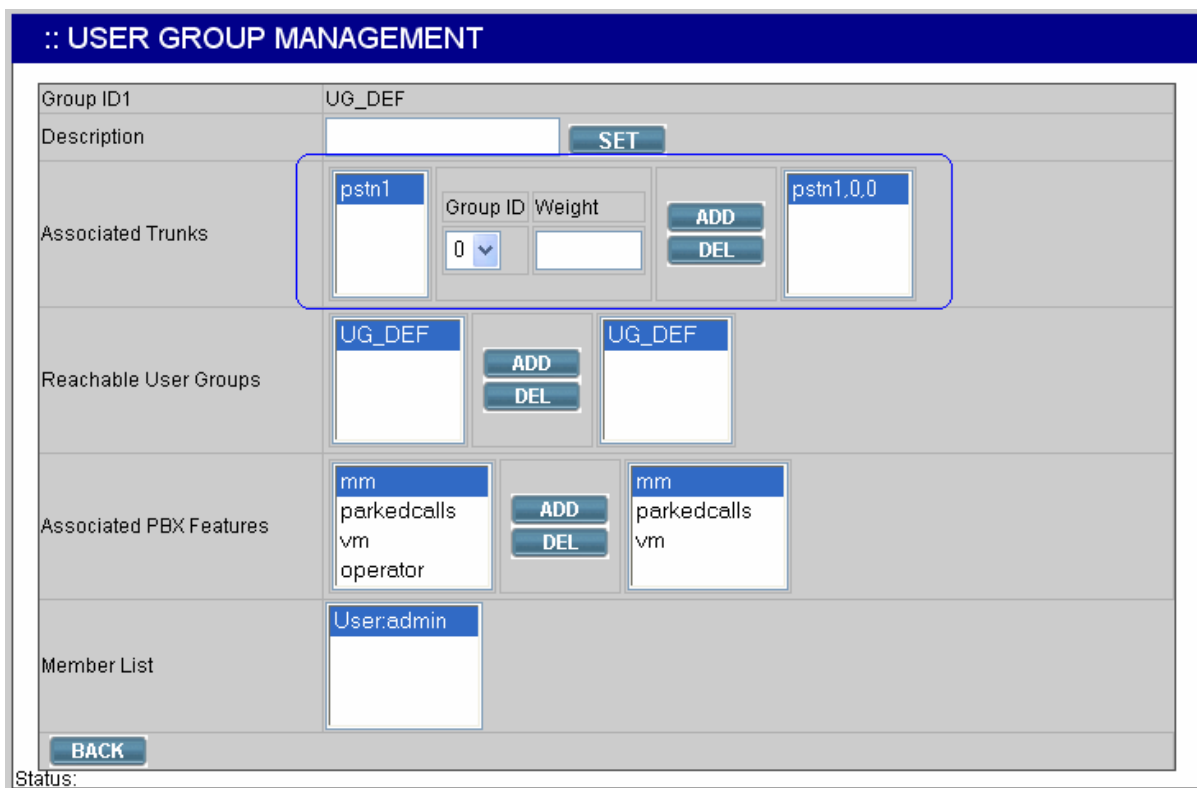 :: USER GROUP MANAGEMENT
Group ID1 UG_DEF
Description SET
Associated Trunks
pstn1
Group ID Weight
0
ADD
DEL
pstn1,0,0
Reachable User Groups
UG_DEF
ADD
DEL
UG_DEF
Associated PBX Features
mm
parkedcalls
vm
operator
ADD
DEL
mm
parkedcalls
vm
Member List
User:admin
BACK
Status: